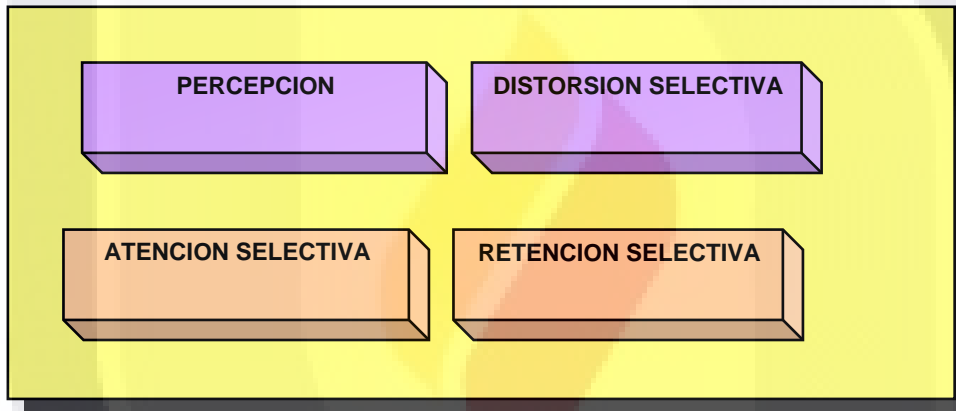 PERCEPCION
DISTORSION SELECTIVA
ATENCION SELECTIVA
RETENCION SELECTIVA